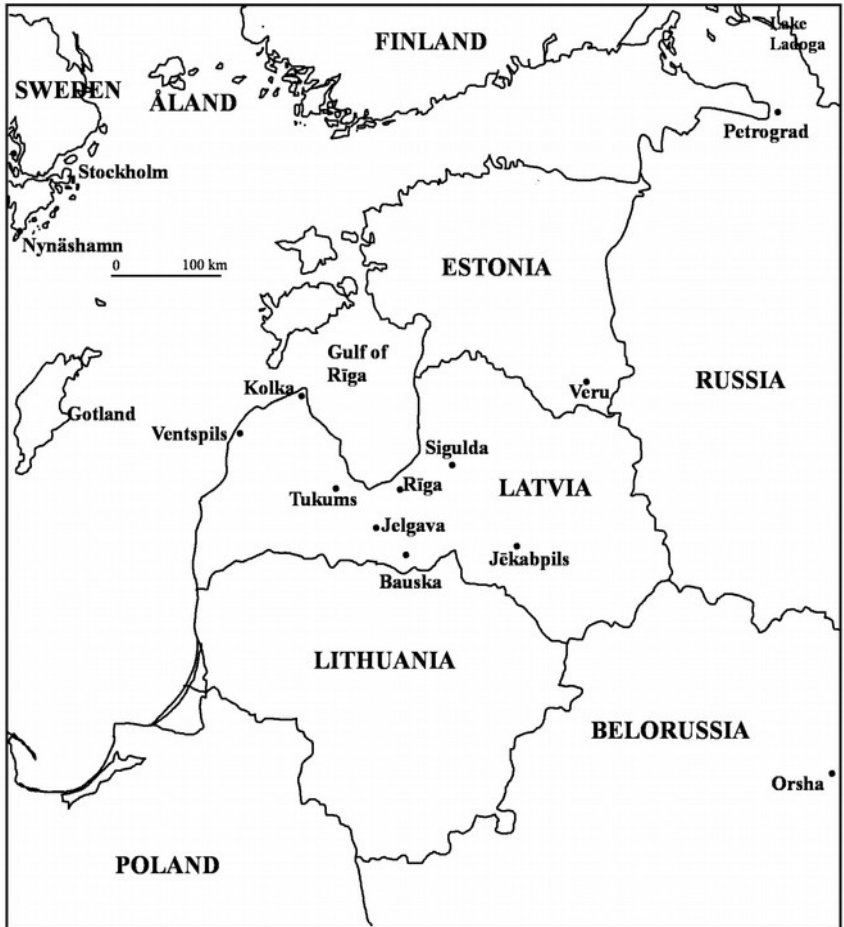 FINLAND
Lake
Ladoga
SWEDEN
ÅLAND
Petrograd
Stockholm
Nynäshamn
0 100 km
ESTONIA
Gulf of
Rīga
RUSSIA
Kolka
Veru
Gotland
Ventspils
Sigulda
Tukums
Rīga
LATVIA
Jelgava
Jēkabpils
Bauska
LITHUANIA
BELORUSSIA
Orsha
POLAND